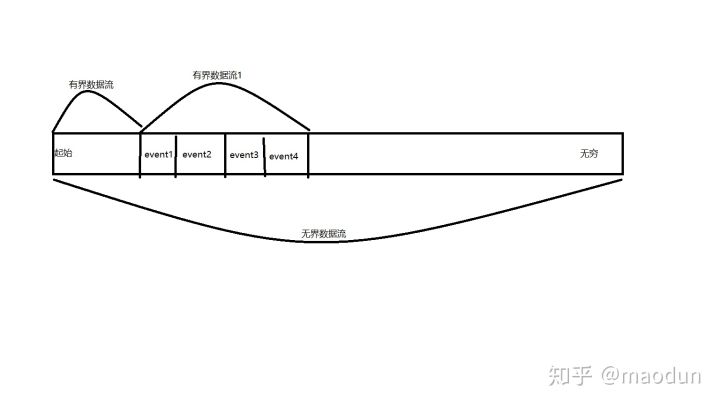 有界数据流1
有界数据流
起始
event1
event2
event3
event4
无穷
无界数据流
知乎 @maodun